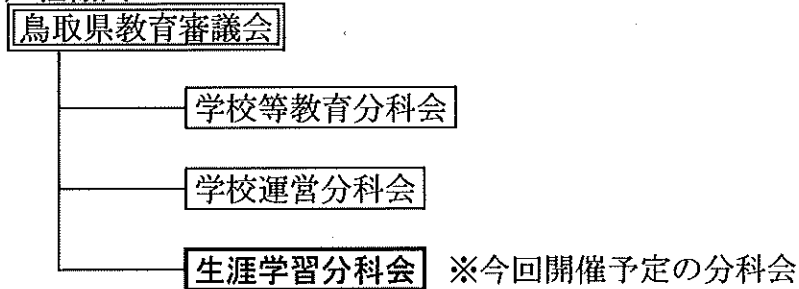 鳥取県教育審議会
学校等教育分科会
学校運営分科会
生涯学習分科会 ※今回開催予定の分科会